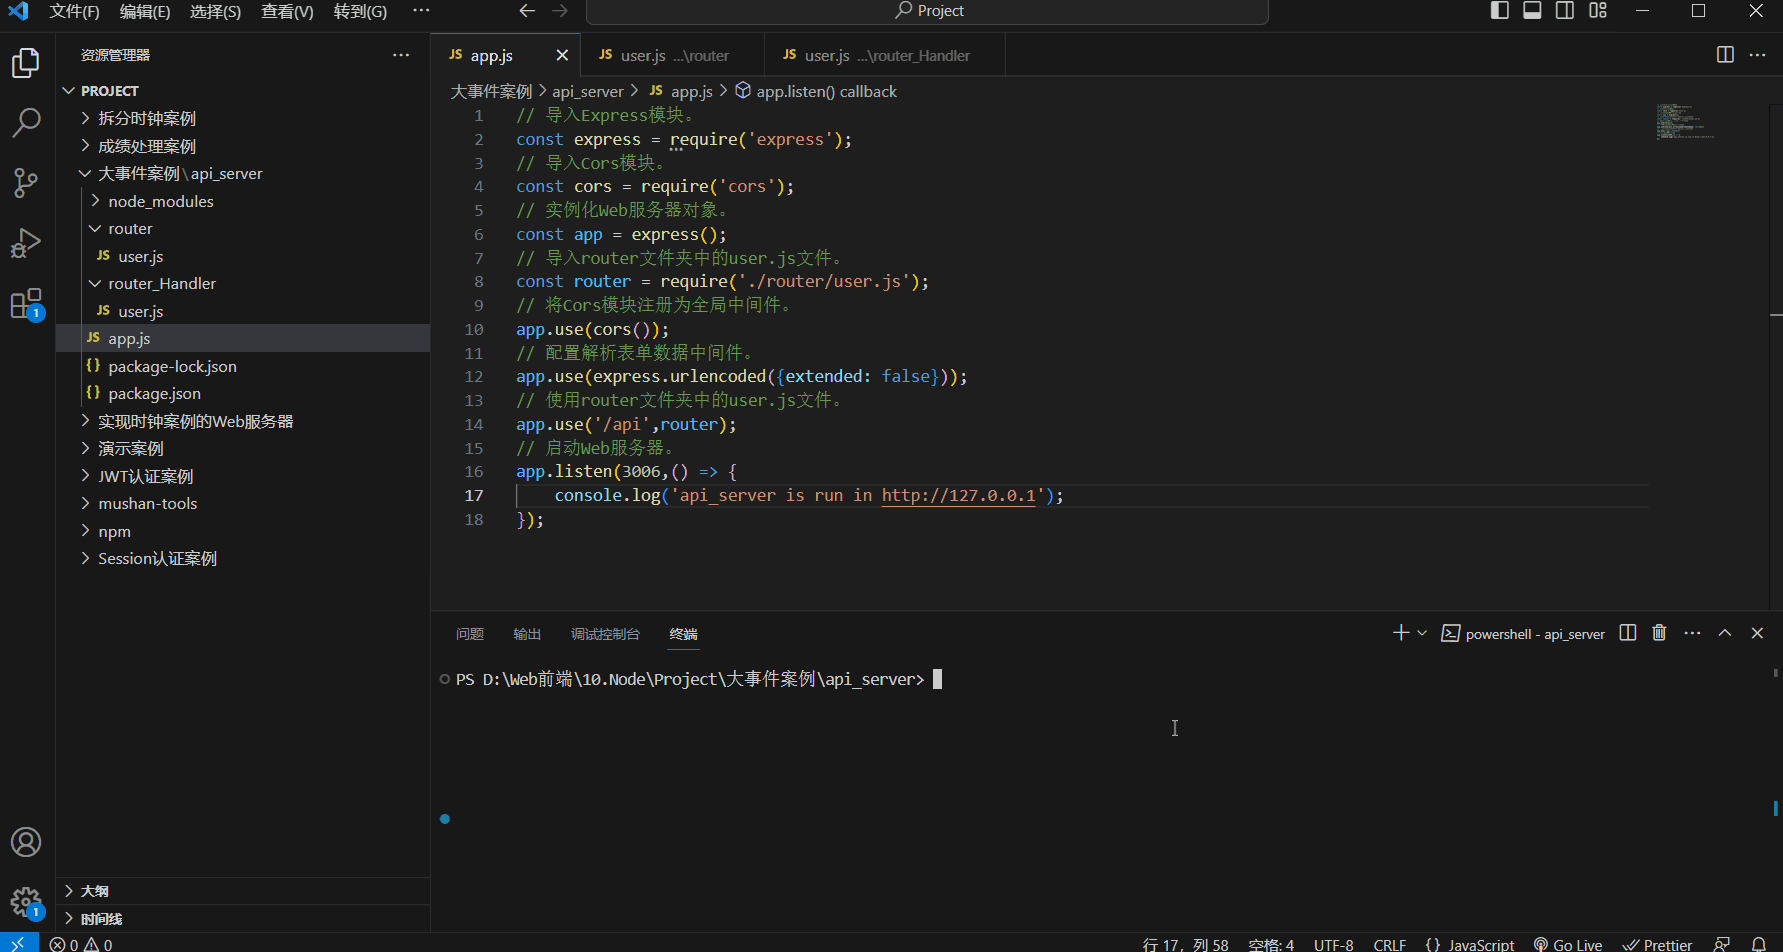 文件(F) 编辑(E) 选择(S) 查看(V) 转到(G) ··· Project
资源管理器 ···
PROJECT
拆分时钟案例
成绩处理案例
大事件案例\api_server
node_modules
router
JS user.js
router_Handler
JS user.js
JS app.js
{} package-lock.json
{} package.json
实现时钟案例的Web服务器
演示案例
JWT认证案例
mushan-tools
npm
Session认证案例
大纲
时间线
1
1
JS app.js JS user.js ...\router JS user.js ...\router_Handler
大事件案例 > api_server > JS app.js > app.listen() callback
1 // 导入Express模块。
2 const express = require('express');
3 // 导入Cors模块。
4 const cors = require('cors');
5 // 实例化Web服务器对象。
6 const app = express();
7 // 导入router文件夹中的user.js文件。
8 const router = require('./router/user.js');
9 // 将Cors模块注册为全局中间件。
10 app.use(cors());
11 // 配置解析表单数据中间件。
12 app.use(express.urlencoded({extended: false}));
13 // 使用router文件夹中的user.js文件。
14 app.use('/api',router);
15 // 启动Web服务器。
16 app.listen(3006,() => {
17 console.log('api_server is run in http://127.0.0.1');
18 });
问题 输出 调试控制台 终端 powershell - api_server
PS D:\Web前端\10.Node\Project\大事件案例\api_server>
0 0 行 17，列 58 空格: 4 UTF-8 CRLF {} JavaScript Go Live Prettier